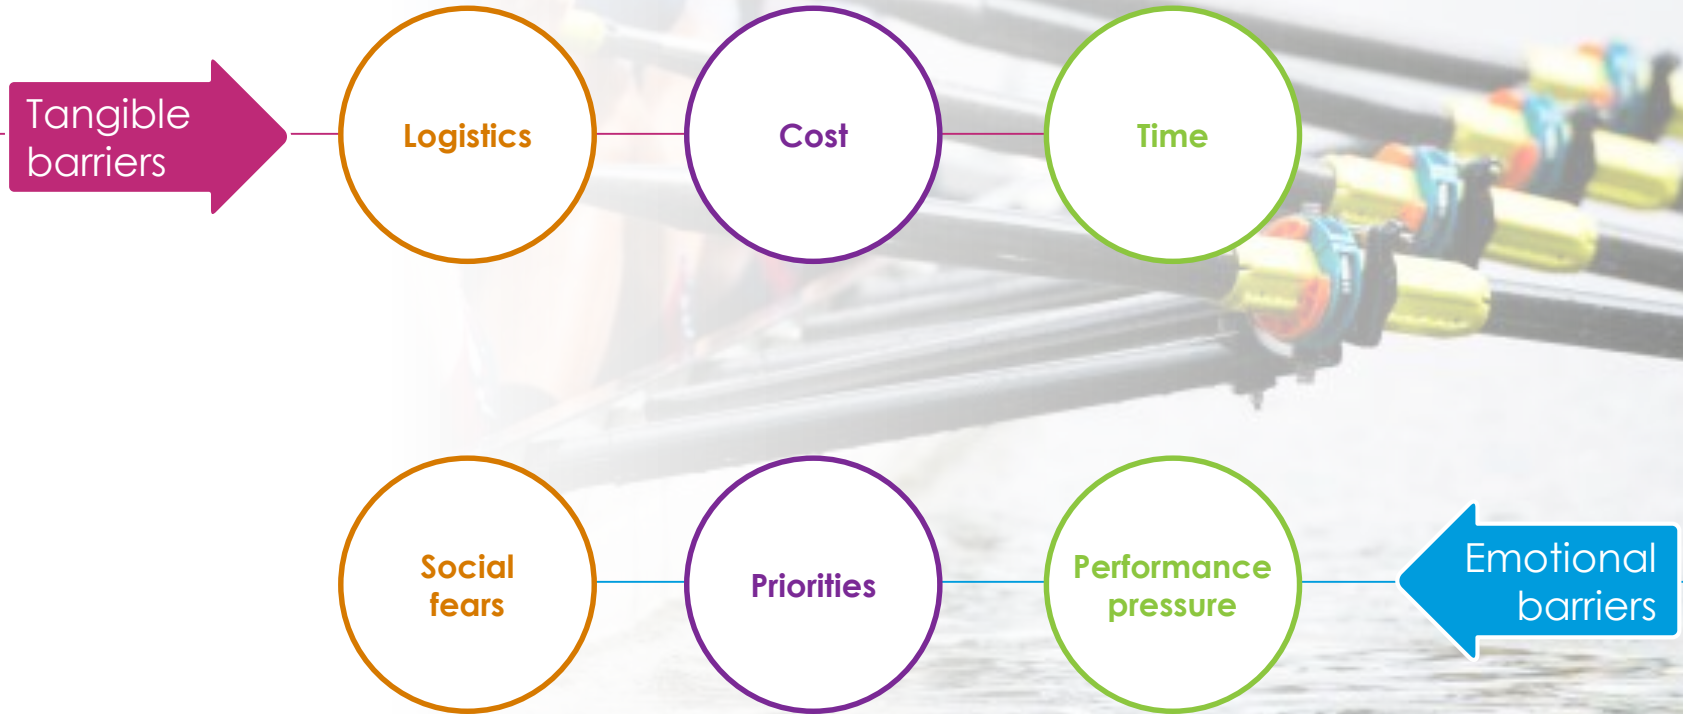 Tangible
barriers
Logistics
Cost
Time
Social
fears
Priorities
Performance
pressure
Emotional
barriers